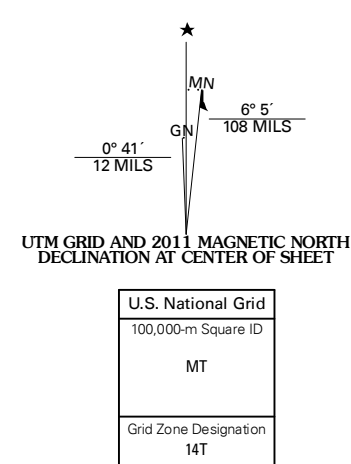 ★
MN
6° 5´
108 MILS
GN
0° 41´
12 MILS
UTM GRID AND 2011 MAGNETIC NORTH
DECLINATION AT CENTER OF SHEET
U.S. National Grid
100,000-m Square ID
MT
Grid Zone Designation
14T